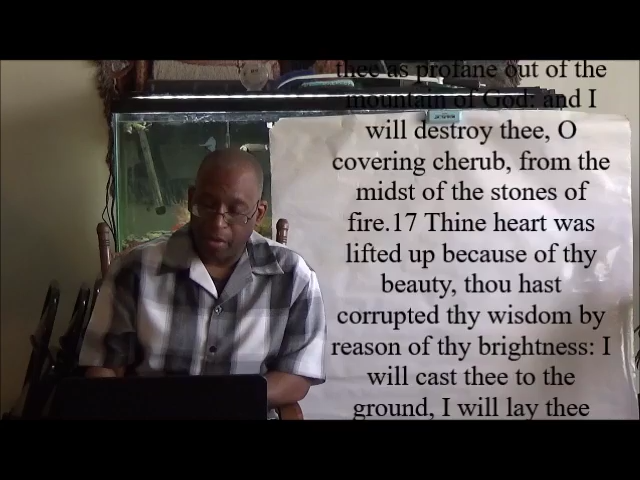 thee as profane out of the
mountain of God: and I
will destroy thee, O
covering cherub, from the
midst of the stones of
fire.17 Thine heart was
lifted up because of thy
beauty, thou hast
corrupted thy wisdom by
reason of thy brightness: I
will cast thee to the
ground, I will lay thee